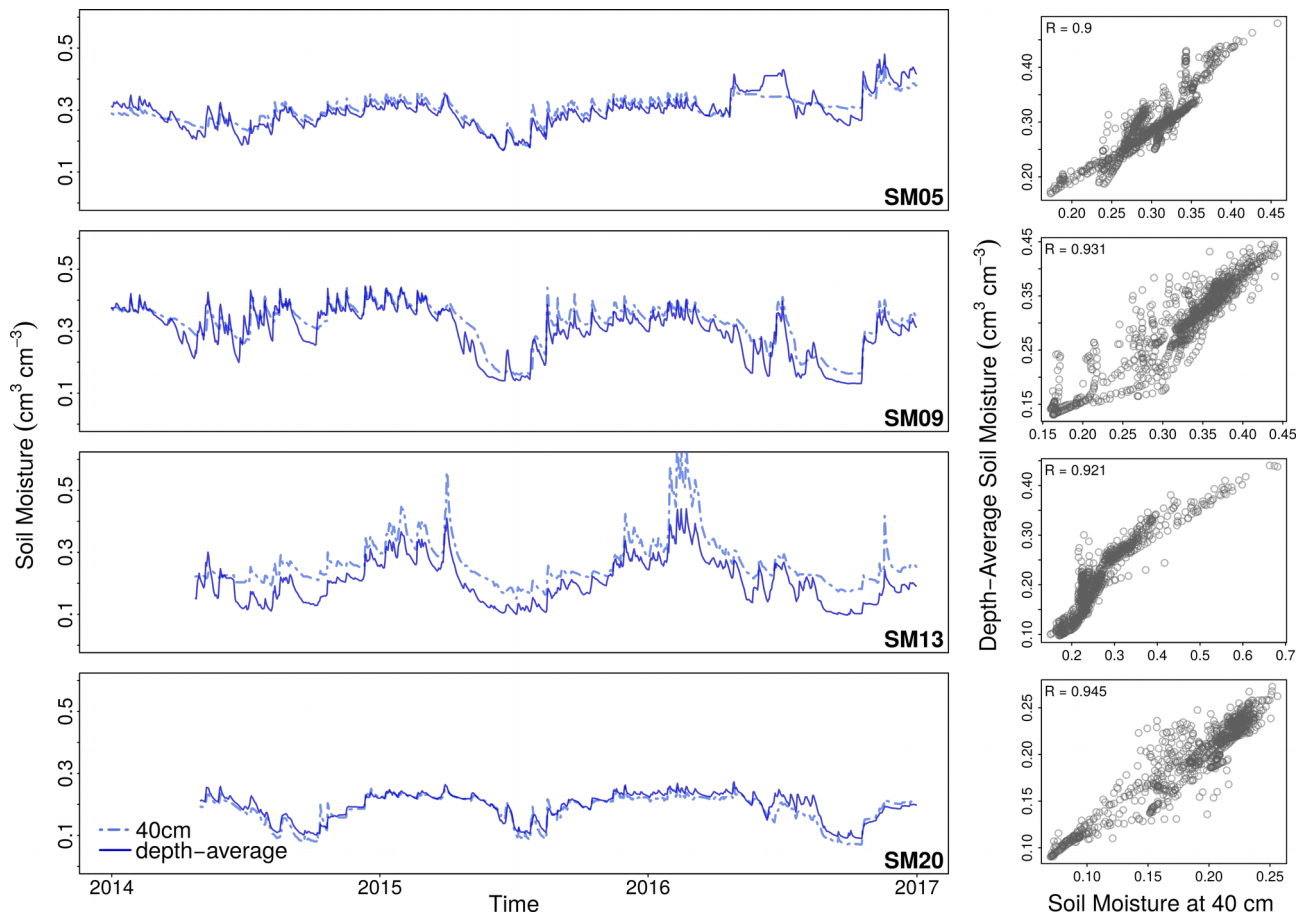 Soil Moisture (cm³ cm⁻³)
0.1 0.3 0.5
SM05
0.1 0.3 0.5
SM09
0.1 0.3 0.5
SM13
0.1 0.3 0.5
40cm
depth−average
SM20
2014 2015 2016 2017
Time
Depth−Average Soil Moisture (cm³ cm⁻³)
R = 0.9
0.20 0.30 0.40
0.20 0.25 0.30 0.35 0.40 0.45
R = 0.931
0.15 0.25 0.35 0.45
0.15 0.20 0.25 0.30 0.35 0.40 0.45
R = 0.921
0.10 0.20 0.30 0.40
0.2 0.3 0.4 0.5 0.6 0.7
R = 0.945
0.10 0.15 0.20 0.25
0.10 0.15 0.20 0.25
Soil Moisture at 40 cm